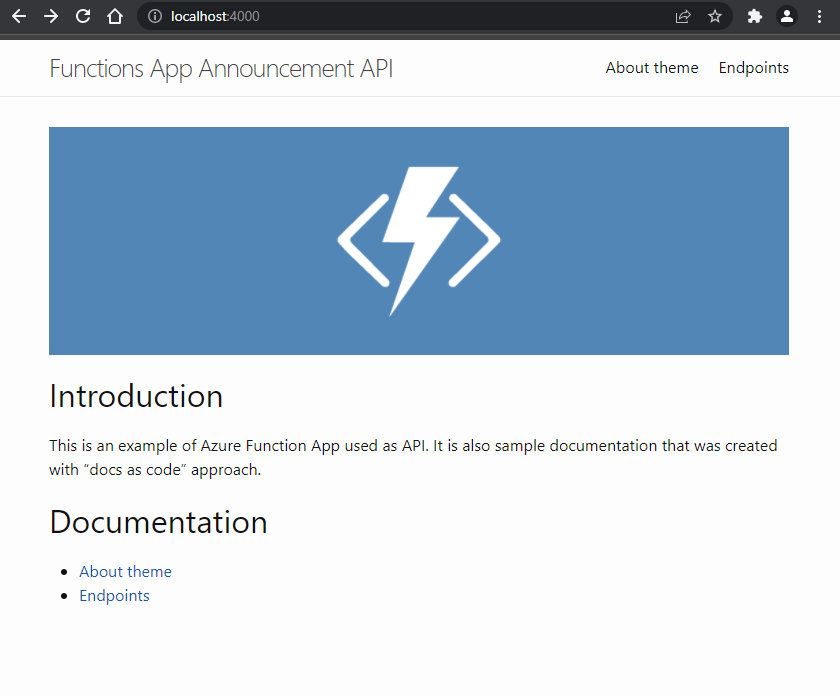 localhost:4000
Functions App Announcement API
About theme
Endpoints
Introduction
This is an example of Azure Function App used as API. It is also sample documentation that was created
with “docs as code” approach.
Documentation
About theme
Endpoints